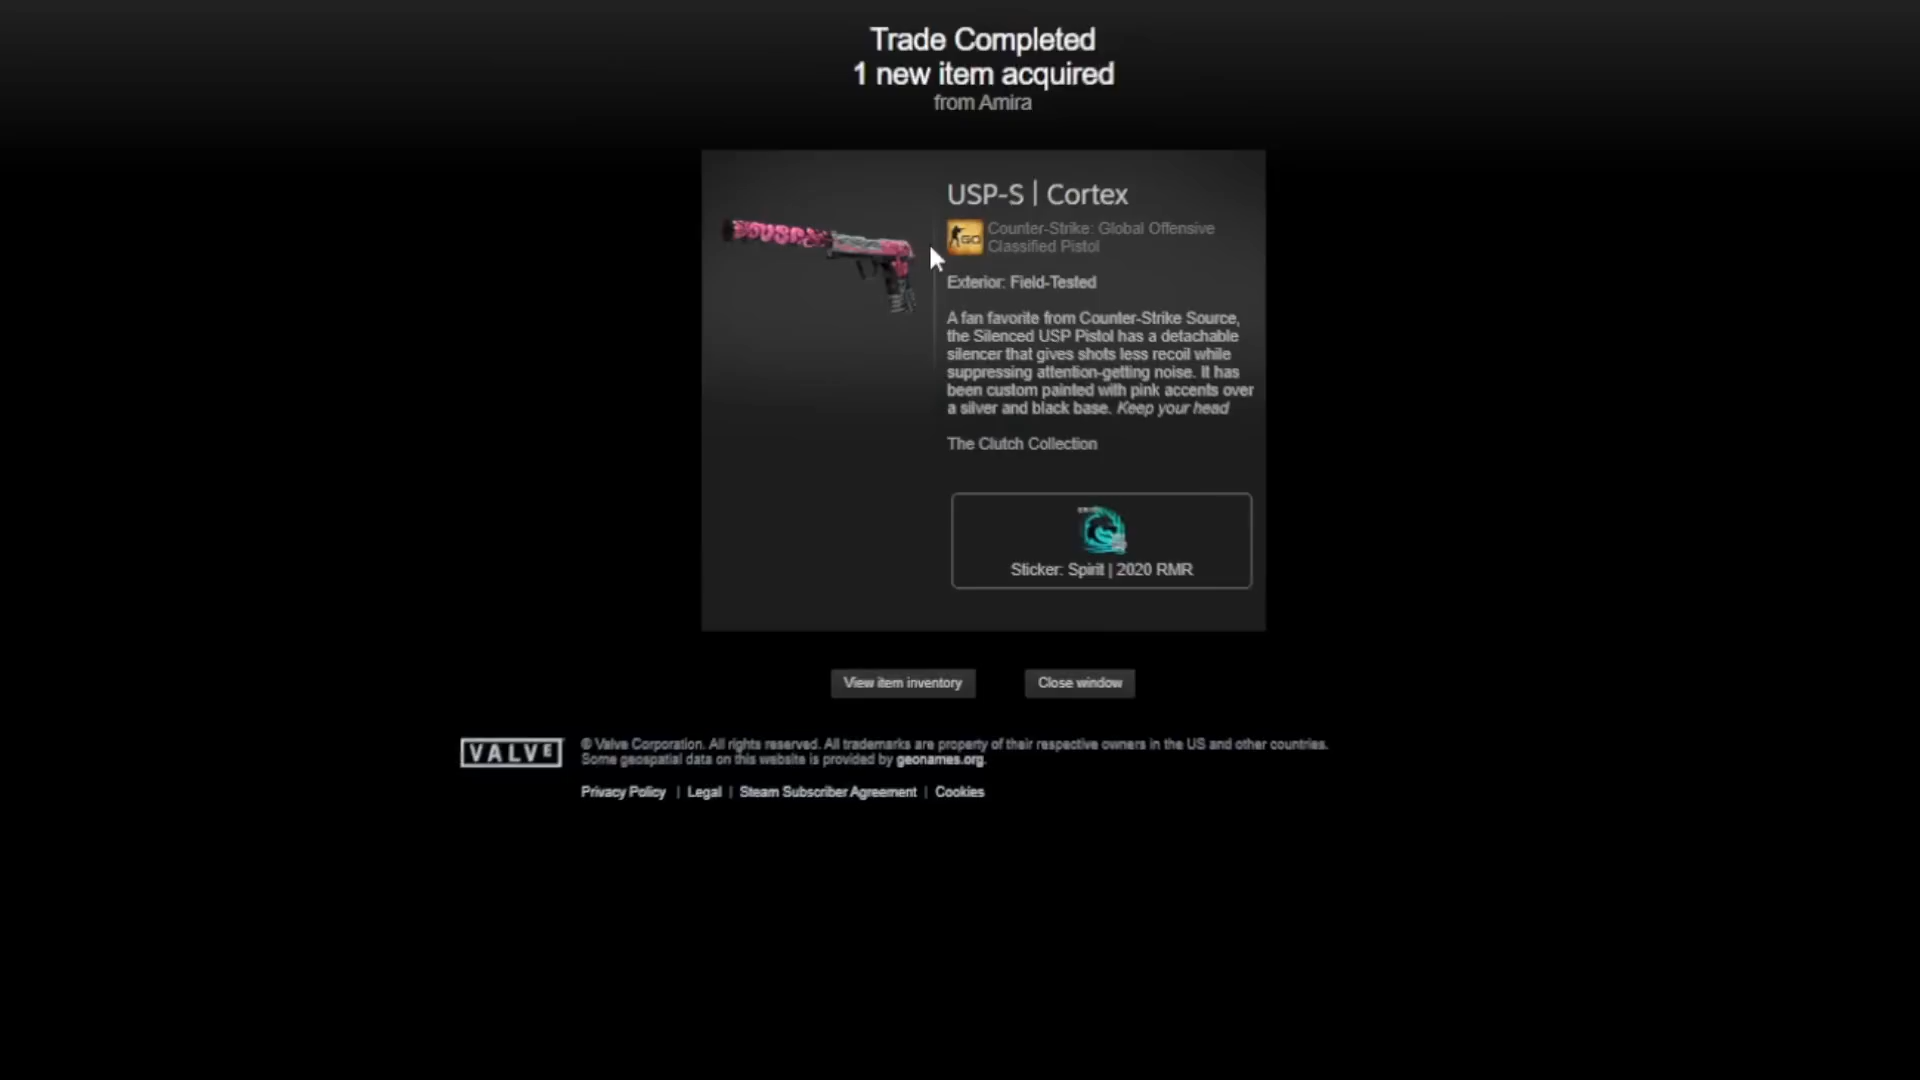 Trade Completed
1 new item acquired
from Amira
USP-S | Cortex
Counter-Strike: Global Offensive
Classified Pistol
Exterior: Field-Tested
A fan favorite from Counter-Strike Source,
the Silenced USP Pistol has a detachable
silencer that gives shots less recoil while
suppressing attention-getting noise. It has
been custom painted with pink accents over
a silver and black base. Keep your head
The Clutch Collection
Sticker: Spirit | 2020 RMR
View item inventory
Close window
VALVE
© Valve Corporation. All rights reserved. All trademarks are property of their respective owners in the US and other countries.
Some geospatial data on this website is provided by geonames.org.
Privacy Policy | Legal | Steam Subscriber Agreement | Cookies